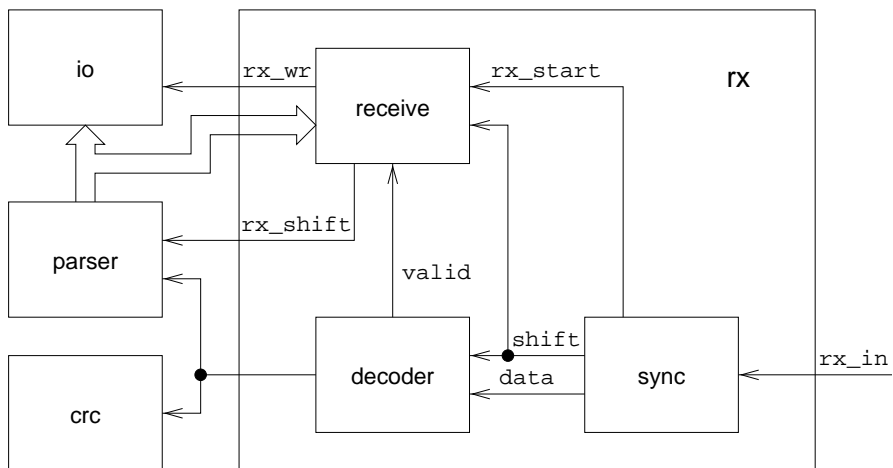 io
rx_wr
rx_start
rx
receive
rx_shift
parser
valid
shift
rx_in
decoder
data
sync
crc